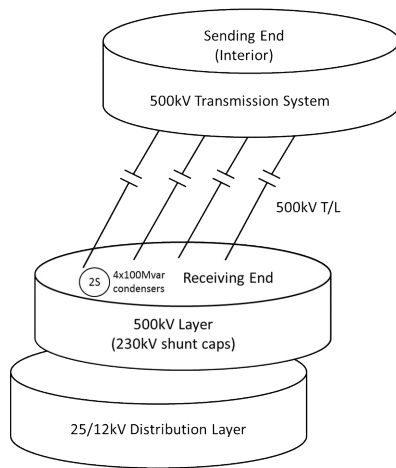 Sending End
(Interior)
500kV Transmission System
500kV T/L
2S
4x100Mvar
condensers
Receiving End
500kV Layer
(230kV shunt caps)
25/12kV Distribution Layer